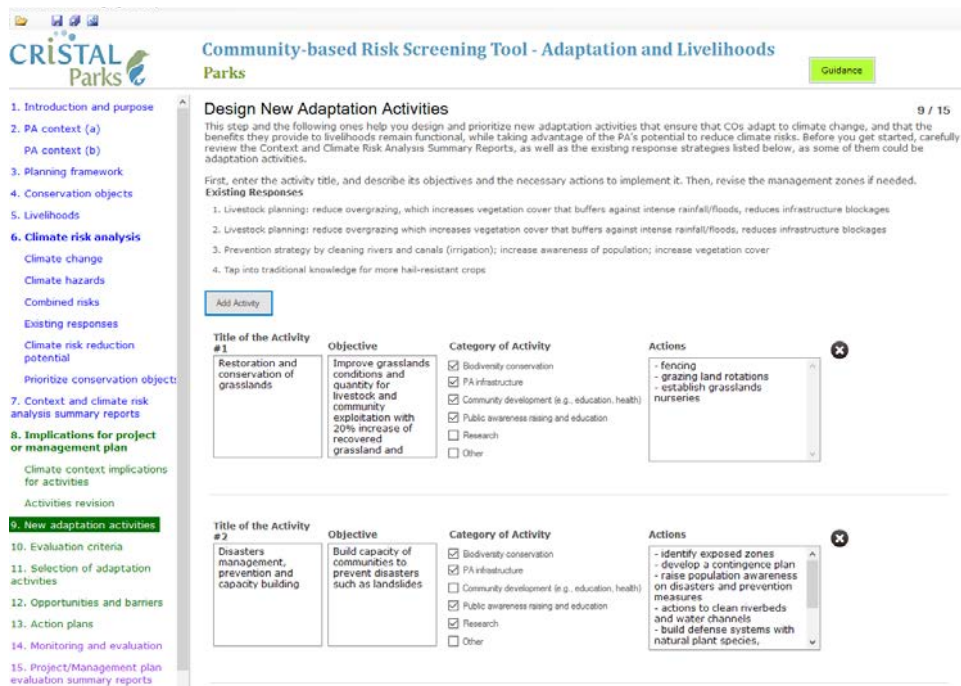 CRiSTAL
Parks
Community-based Risk Screening Tool - Adaptation and Livelihoods
Parks
Guidance
1. Introduction and purpose
2. PA context (a)
PA context (b)
3. Planning framework
4. Conservation objects
5. Livelihoods
6. Climate risk analysis
Climate change
Climate hazards
Combined risks
Existing responses
Climate risk reduction
potential
Prioritize conservation objects
7. Context and climate risk
analysis summary reports
8. Implications for project
or management plan
Climate context implications
for activities
Activities revision
9. New adaptation activities
10. Evaluation criteria
11. Selection of adaptation
activities
12. Opportunities and barriers
13. Action plans
14. Monitoring and evaluation
15. Project/Management plan
evaluation summary reports
Design New Adaptation Activities
9 / 15
This step and the following ones help you design and prioritize new adaptation activities that ensure that COs adapt to climate change, and that the
benefits they provide to livelihoods remain functional, while taking advantage of the PA's potential to reduce climate risks. Before you get started, carefully
review the Context and Climate Risk Analysis Summary Reports, as well as the existing response strategies listed below, as some of them could be
adaptation activities.
First, enter the activity title, and describe its objectives and the necessary actions to implement it. Then, revise the management zones if needed.
Existing Responses
1. Livestock planning: reduce overgrazing, which increases vegetation cover that buffers against intense rainfall/floods, reduces infrastructure blockages
2. Livestock planning: reduce overgrazing which increases vegetation cover that buffers against intense rainfall/floods, reduces infrastructure blockages
3. Prevention strategy by cleaning rivers and canals (irrigation); increase awareness of population; increase vegetation cover
4. Tap into traditional knowledge for more hail-resistant crops
Add Activity
Title of the Activity
#1
Restoration and
conservation of
grasslands
Objective
Improve grasslands
conditions and
quantity for
livestock and
community
exploitation with
20% increase of
recovered
grassland and
Category of Activity
Biodiversity conservation
PA infrastructure
Community development (e.g., education, health)
Public awareness raising and education
Research
Other
Actions
- fencing
- grazing land rotations
- establish grasslands
nurseries
Title of the Activity
#2
Disasters
management,
prevention and
capacity building
Objective
Build capacity of
communities to
prevent disasters
such as landslides
Category of Activity
Biodiversity conservation
PA infrastructure
Community development (e.g., education, health)
Public awareness raising and education
Research
Other
Actions
- identify exposed zones
- develop a contingence plan
- raise population awareness
on disasters and prevention
measures
- actions to clean riverbeds
and water channels
- build defense systems with
natural plant species,